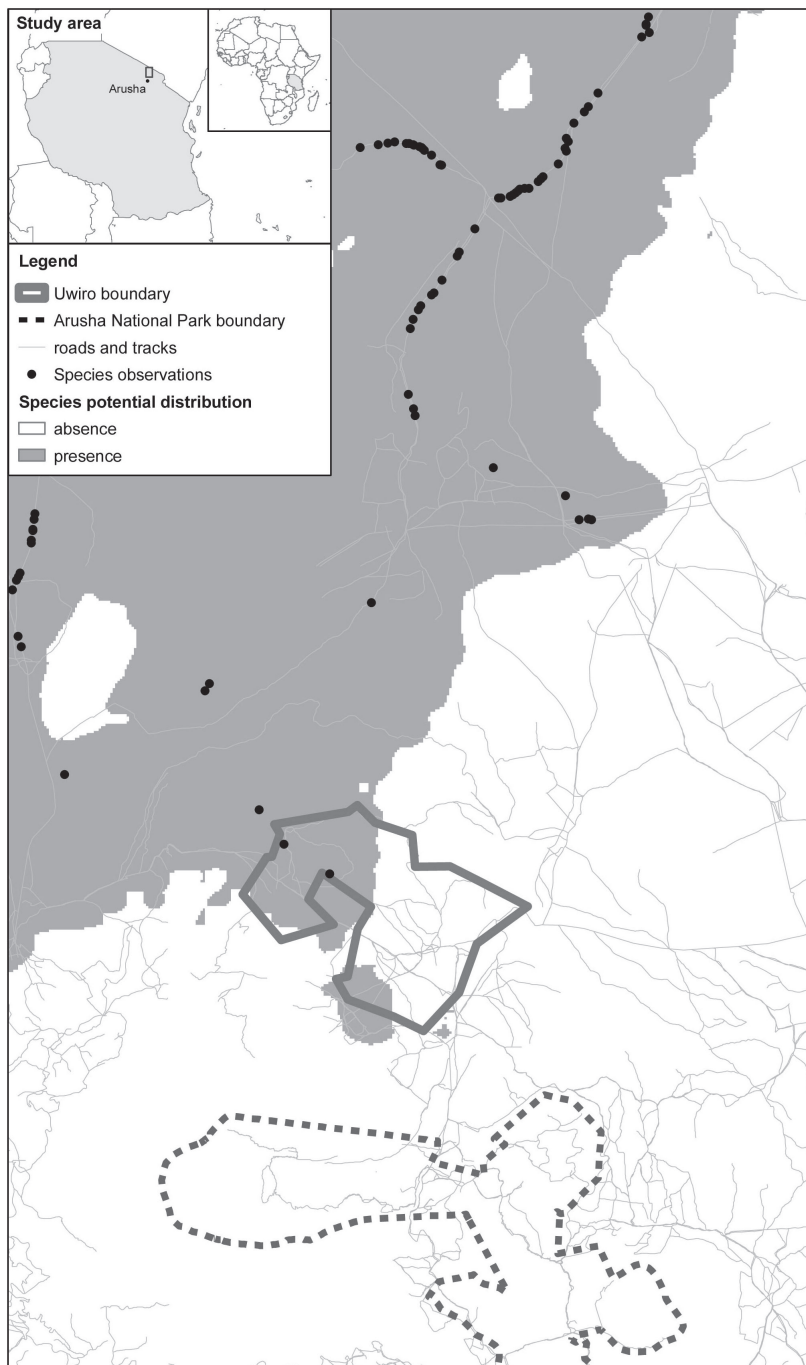 Study area
Arusha
Legend
Uwiro boundary
Arusha National Park boundary
roads and tracks
Species observations
Species potential distribution
absence
presence